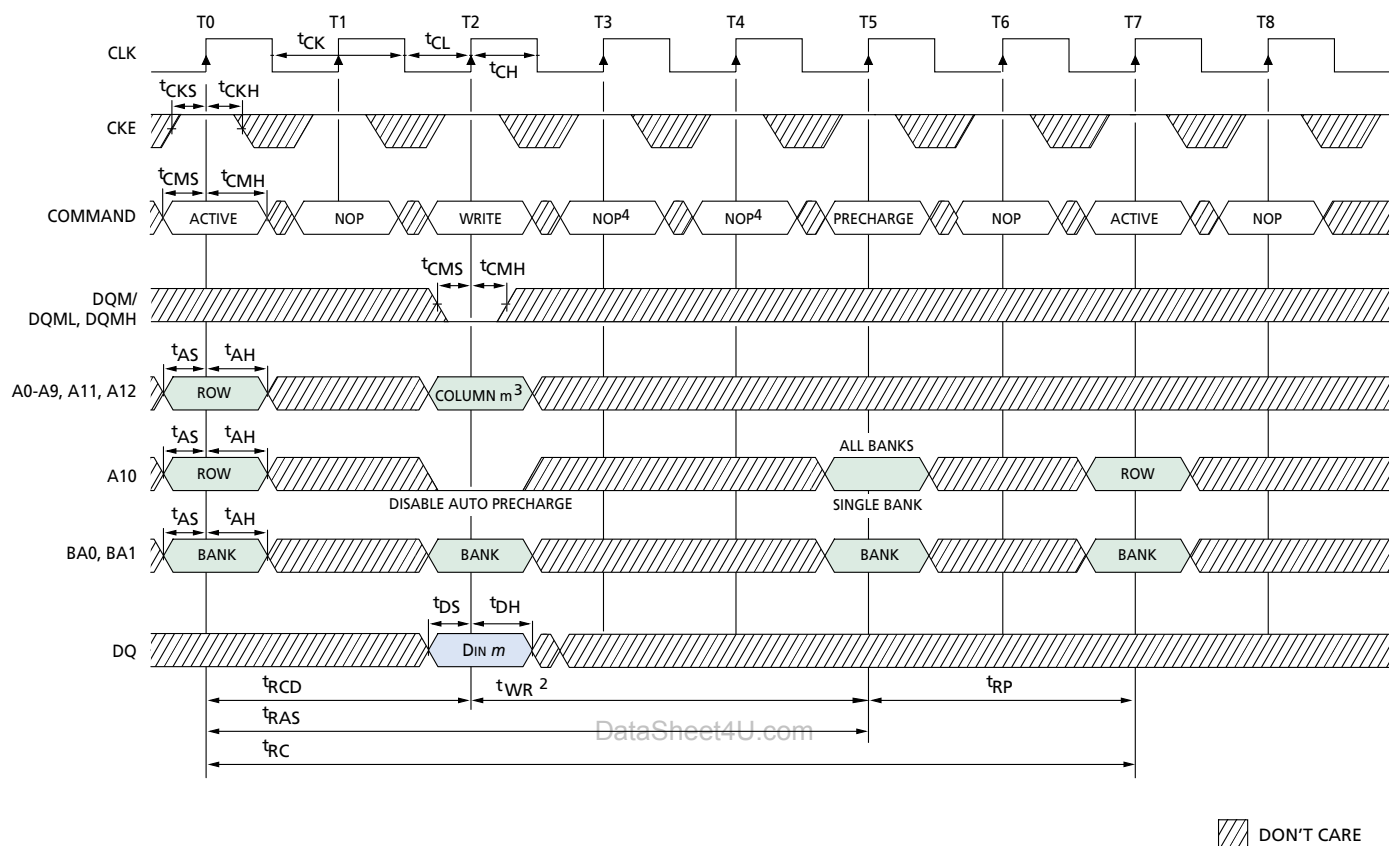 T0 T1 T2 T3 T4 T5 T6 T7 T8
CLK
tCK tCL tCH
tCKS tCKH
CKE
tCMS tCMH
COMMAND
ACTIVE NOP WRITE NOP4 NOP4 PRECHARGE NOP ACTIVE NOP
tCMS tCMH
DQM/
DQML, DQMH
tAS tAH
A0-A9, A11, A12
ROW COLUMN m3
tAS tAH
ALL BANKS
A10
ROW ROW
DISABLE AUTO PRECHARGE SINGLE BANK
tAS tAH
BA0, BA1
BANK BANK BANK BANK
tDS tDH
DQ
DIN m
tRCD tWR 2 tRP
tRAS
DataSheet4U.com
tRC
DON'T CARE